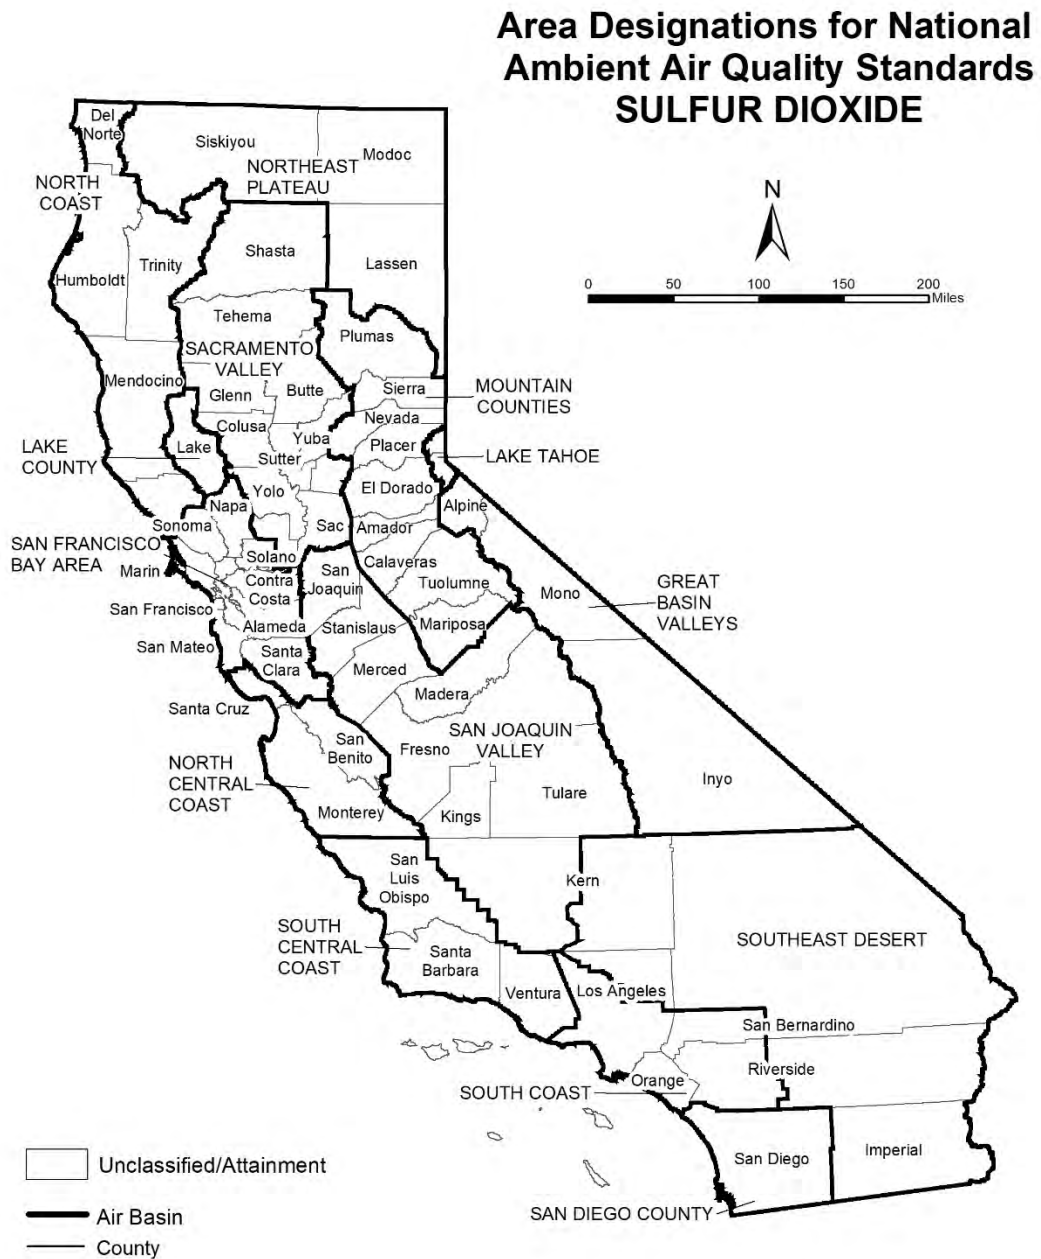 Area Designations for National
Ambient Air Quality Standards
SULFUR DIOXIDE
N
0 50 100 150 200
Miles
Del
Norte
Siskiyou
Modoc
NORTHEAST
PLATEAU
NORTH
COAST
Humboldt
Trinity
Shasta
Lassen
Tehema
Plumas
SACRAMENTO
VALLEY
Mendocino
Glenn
Butte
Sierra
MOUNTAIN
COUNTIES
Colusa
Nevada
Yuba
LAKE
COUNTY
Lake
Placer
Sutter
LAKE TAHOE
Yolo
El Dorado
Napa
Alpine
Sonoma
Sac
Amador
SAN FRANCISCO
BAY AREA
Solano
Calaveras
Marin
Contra
Costa
San
Joaquin
Tuolumne
Mono
GREAT
BASIN
VALLEYS
San Francisco
Alameda
Stanislaus
Mariposa
San Mateo
Santa
Clara
Merced
Madera
Santa Cruz
San
Benito
Fresno
SAN JOAQUIN
VALLEY
NORTH
CENTRAL
COAST
Monterey
Kings
Tulare
Inyo
San
Luis
Obispo
Kern
SOUTH
CENTRAL
COAST
Santa
Barbara
SOUTHEAST DESERT
Ventura
Los Angeles
San Bernardino
Riverside
Orange
SOUTH COAST
San Diego
Imperial
SAN DIEGO COUNTY
Unclassified/Attainment
Air Basin
County